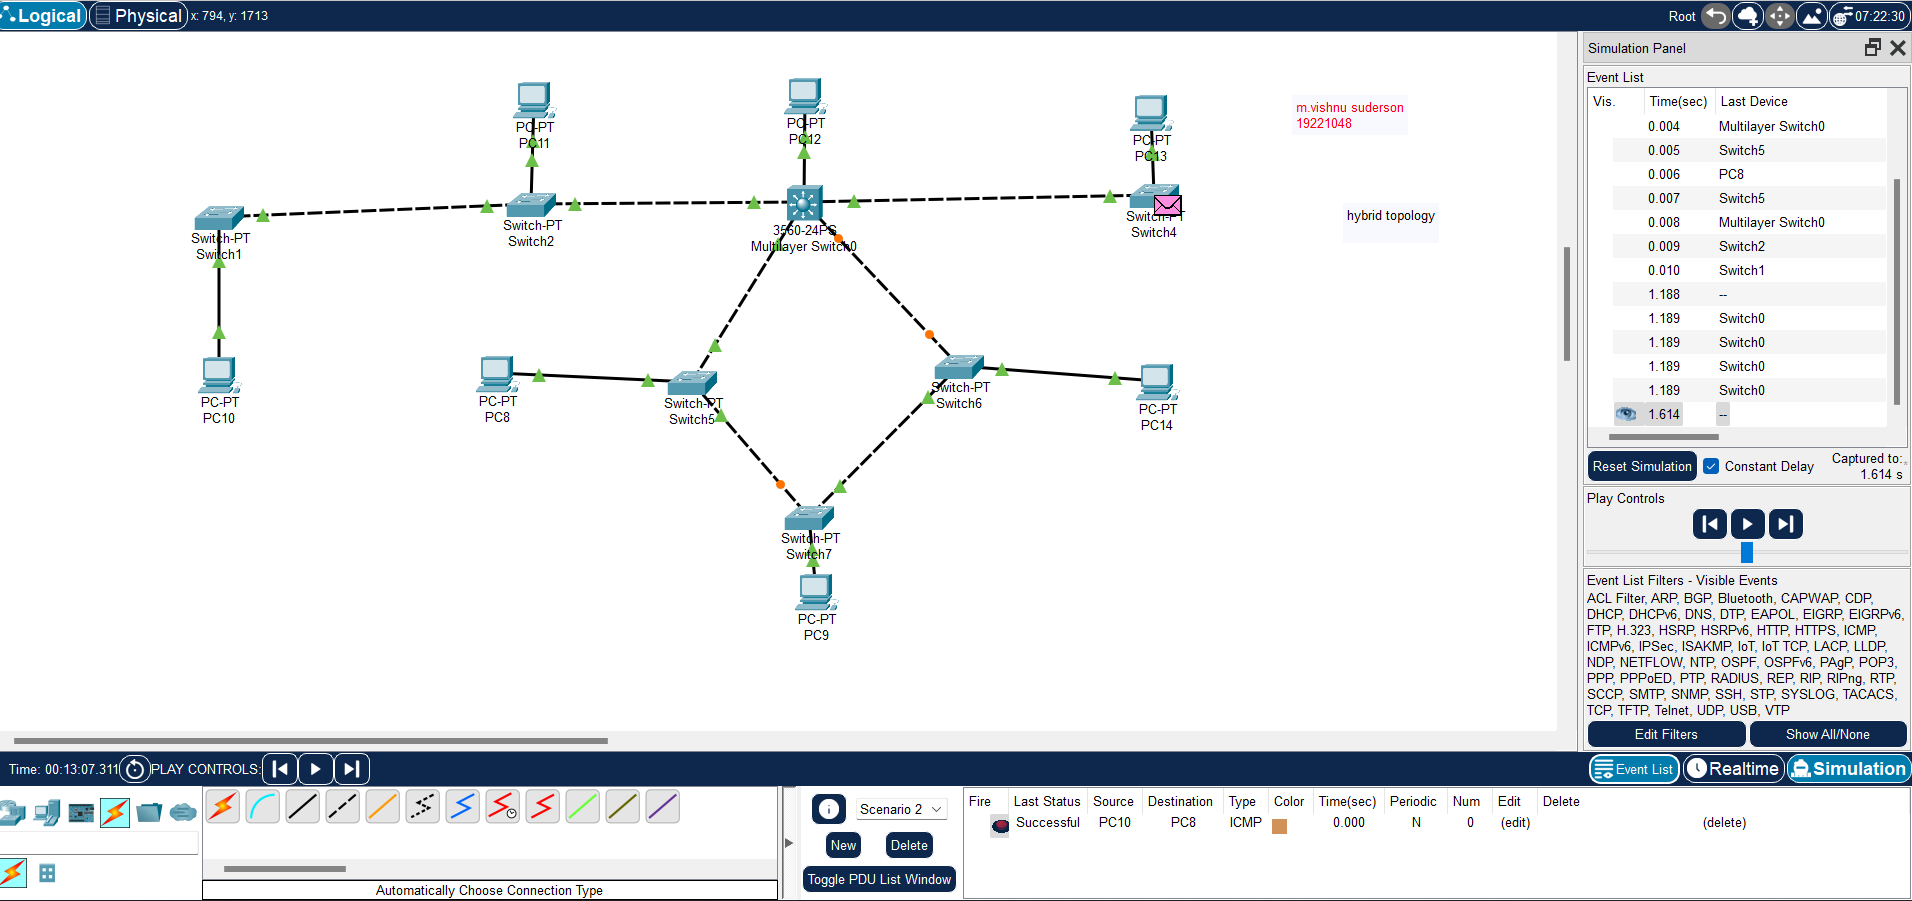 Logical
Physical
x: 794, y: 1713
Root
07:22:30
PC-PT
PC11
PC-PT
PC12
PC-PT
PC13
m.vishnu suderson
19221048
Switch-PT
Switch1
Switch-PT
Switch2
3560-24PS
Multilayer Switch0
Switch-PT
Switch4
hybrid topology
PC-PT
PC10
PC-PT
PC8
Switch-PT
Switch5
Switch-PT
Switch6
PC-PT
PC14
Switch-PT
Switch7
PC-PT
PC9
Simulation Panel
Event List
Vis. Time(sec) Last Device
0.004 Multilayer Switch0
0.005 Switch5
0.006 PC8
0.007 Switch5
0.008 Multilayer Switch0
0.009 Switch2
0.010 Switch1
1.188 --
1.189 Switch0
1.189 Switch0
1.189 Switch0
1.189 Switch0
1.614 --
Reset Simulation
Constant Delay
Captured to:
1.614 s
Play Controls
Event List Filters - Visible Events
ACL Filter, ARP, BGP, Bluetooth, CAPWAP, CDP,
DHCP, DHCPv6, DNS, DTP, EAPOL, EIGRP, EIGRPv6,
FTP, H.323, HSRP, HSRPv6, HTTP, HTTPS, ICMP,
ICMPv6, IPSec, ISAKMP, IoT, IoT TCP, LACP, LLDP,
NDP, NETFLOW, NTP, OSPF, OSPFv6, PAgP, POP3,
PPP, PPPoED, PTP, RADIUS, REP, RIP, RIPng, RTP,
SCCP, SMTP, SNMP, SSH, STP, SYSLOG, TACACS,
TCP, TFTP, Telnet, UDP, USB, VTP
Edit Filters
Show All/None
Time: 00:13:07.311
PLAY CONTROLS:
Event List
Realtime
Simulation
Automatically Choose Connection Type
Scenario 2
New
Delete
Toggle PDU List Window
Fire Last Status Source Destination Type Color Time(sec) Periodic Num Edit Delete
Successful PC10 PC8 ICMP 0.000 N 0 (edit) (delete)